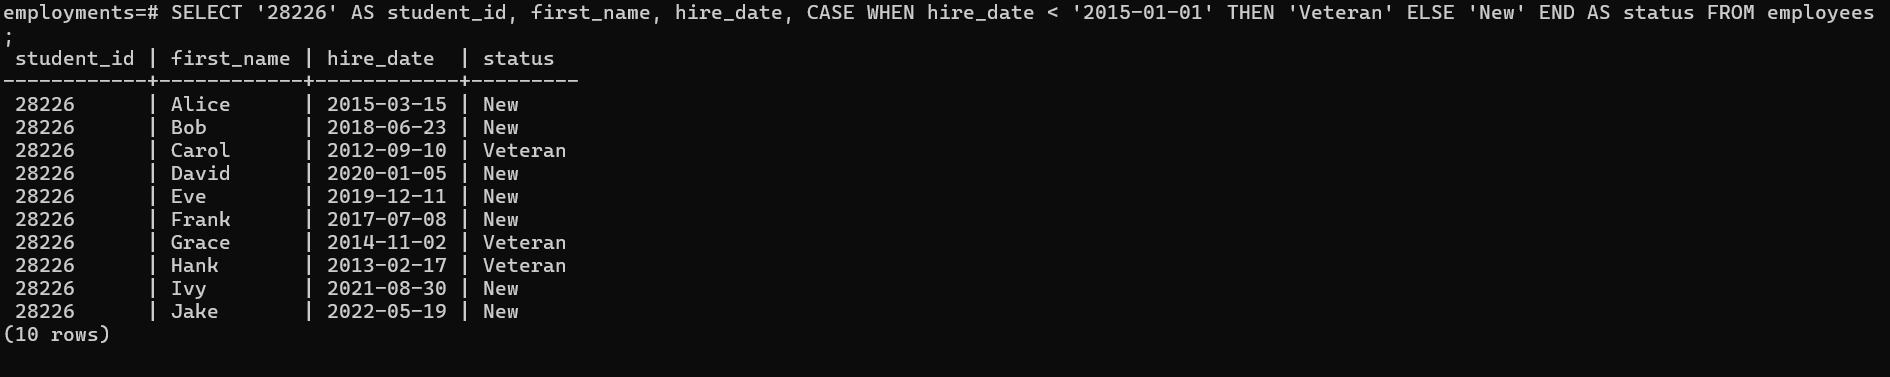 employments=# SELECT '28226' AS student_id, first_name, hire_date, CASE WHEN hire_date < '2015-01-01' THEN 'Veteran' ELSE 'New' END AS status FROM employees
;
 student_id | first_name | hire_date  | status
------------+------------+------------+---------
 28226      | Alice      | 2015-03-15 | New
 28226      | Bob        | 2018-06-23 | New
 28226      | Carol      | 2012-09-10 | Veteran
 28226      | David      | 2020-01-05 | New
 28226      | Eve        | 2019-12-11 | New
 28226      | Frank      | 2017-07-08 | New
 28226      | Grace      | 2014-11-02 | Veteran
 28226      | Hank       | 2013-02-17 | Veteran
 28226      | Ivy        | 2021-08-30 | New
 28226      | Jake       | 2022-05-19 | New
(10 rows)